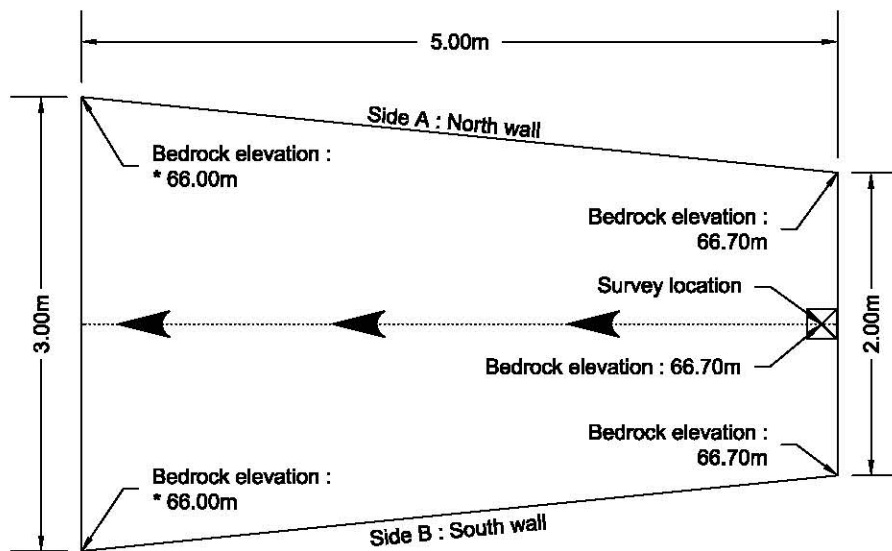 5.00m
Side A : North wall
Bedrock elevation :
* 66.00m
Bedrock elevation :
66.70m
Survey location
3.00m
2.00m
Bedrock elevation : 66.70m
Bedrock elevation :
66.70m
Bedrock elevation :
* 66.00m
Side B : South wall